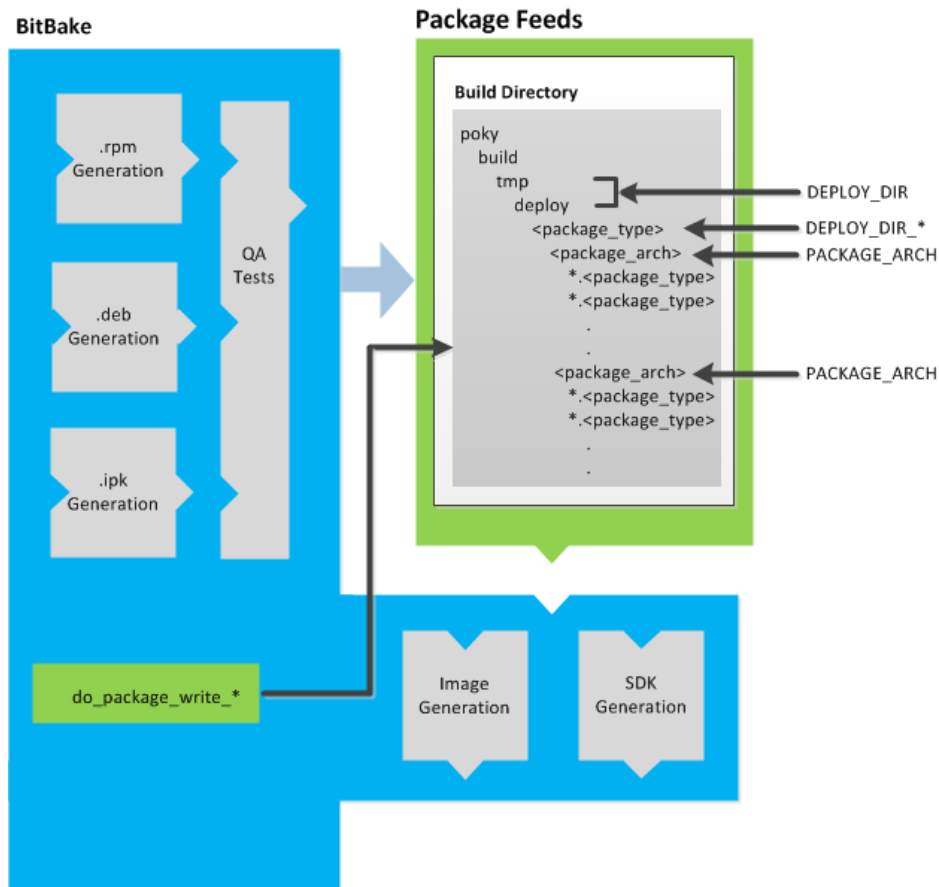 BitBake
.rpm
Generation
.deb
Generation
.ipk
Generation
QA
Tests
do_package_write_*
Package Feeds
Build Directory
poky
build
tmp
deploy
<package_type>
<package_arch>
*.<package_type>
*.<package_type>
.
.
<package_arch>
*.<package_type>
*.<package_type>
.
.
DEPLOY_DIR
DEPLOY_DIR_*
PACKAGE_ARCH
PACKAGE_ARCH
Image
Generation
SDK
Generation